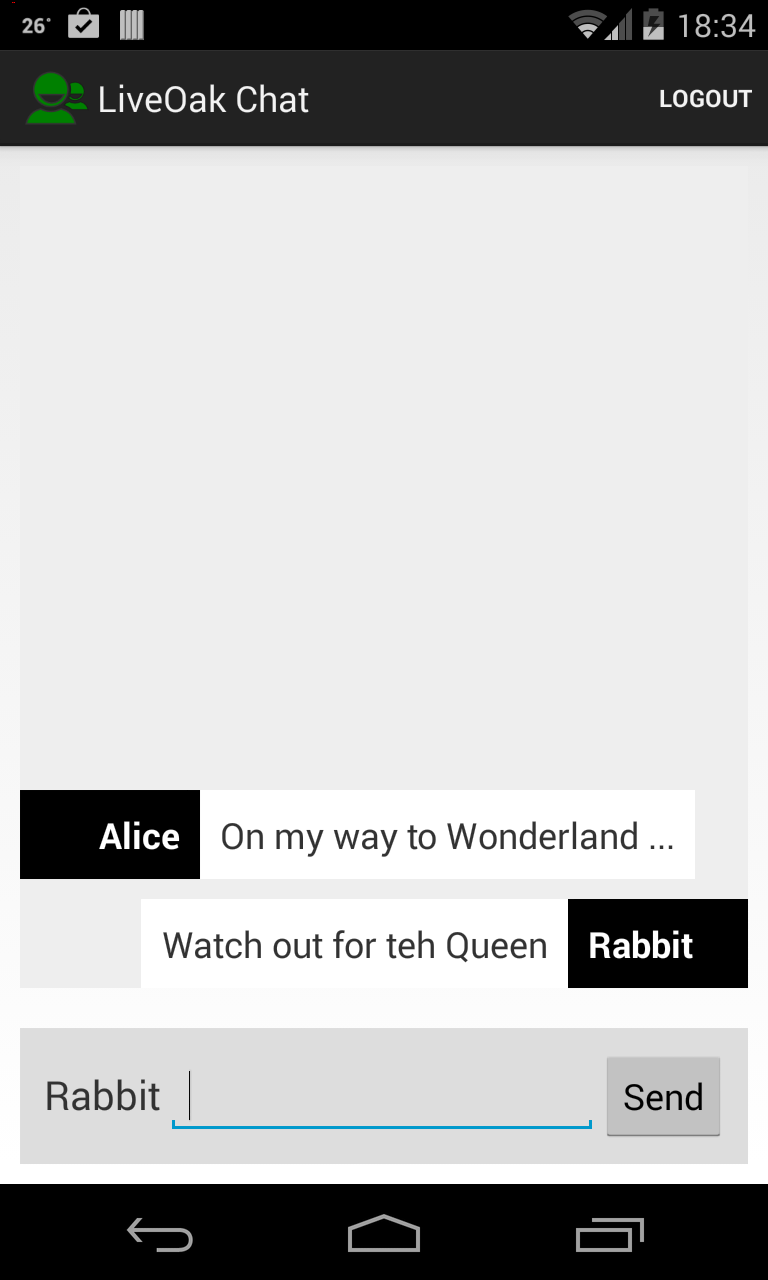 26° 18:34
LiveOak Chat LOGOUT
Alice On my way to Wonderland ...
Watch out for teh Queen Rabbit
Rabbit Send